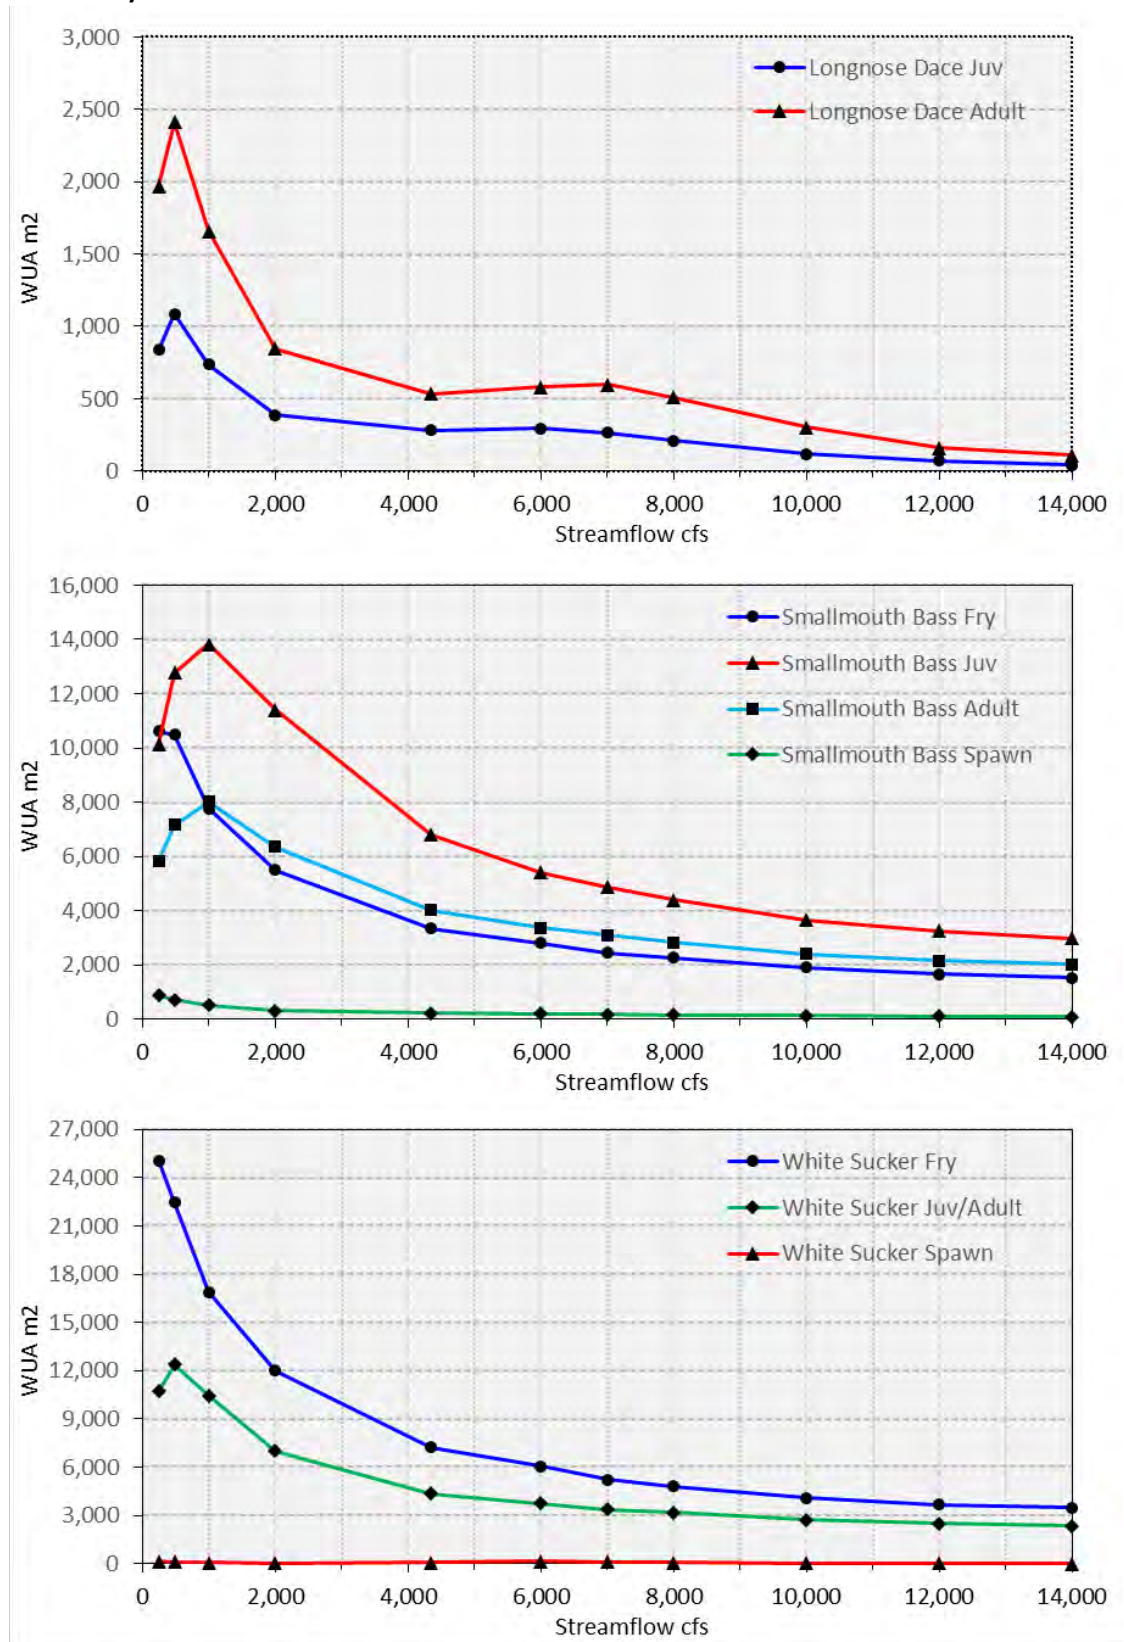 3,000
2,500
2,000
1,500
1,000
500
0
WUA m2
Longnose Dace Juv
Longnose Dace Adult
0 2,000 4,000 6,000 8,000 10,000 12,000 14,000
Streamflow cfs
16,000
14,000
12,000
10,000
8,000
6,000
4,000
2,000
0
WUA m2
Smallmouth Bass Fry
Smallmouth Bass Juv
Smallmouth Bass Adult
Smallmouth Bass Spawn
0 2,000 4,000 6,000 8,000 10,000 12,000 14,000
Streamflow cfs
27,000
24,000
21,000
18,000
15,000
12,000
9,000
6,000
3,000
0
WUA m2
White Sucker Fry
White Sucker Juv/Adult
White Sucker Spawn
0 2,000 4,000 6,000 8,000 10,000 12,000 14,000
Streamflow cfs